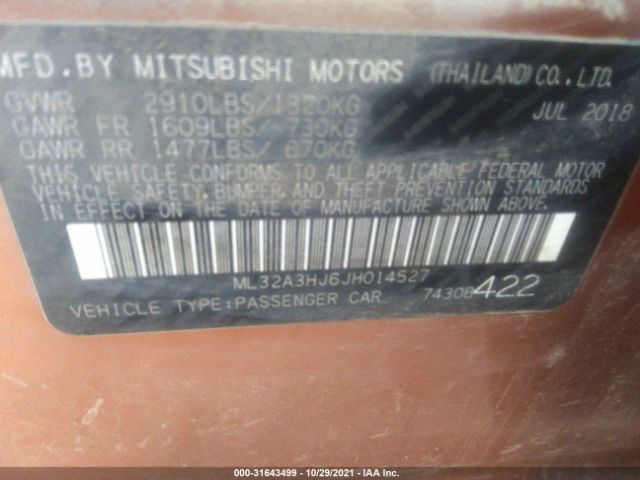 MFD. BY MITSUBISHI MOTORS (THAILAND) CO., LTD.
GVWR 2910LBS/1320KG JUL 2018
GAWR FR 1609LBS/ 730KG
GAWR RR 1477LBS/ 670KG
THIS VEHICLE CONFORMS TO ALL APPLICABLE FEDERAL MOTOR
VEHICLE SAFETY, BUMPER, AND THEFT PREVENTION STANDARDS
IN EFFECT ON THE DATE OF MANUFACTURE SHOWN ABOVE.
ML32A3HJ6JH014527
VEHICLE TYPE:PASSENGER CAR 7430B422
000-31643499 - 10/29/2021 - IAA Inc.